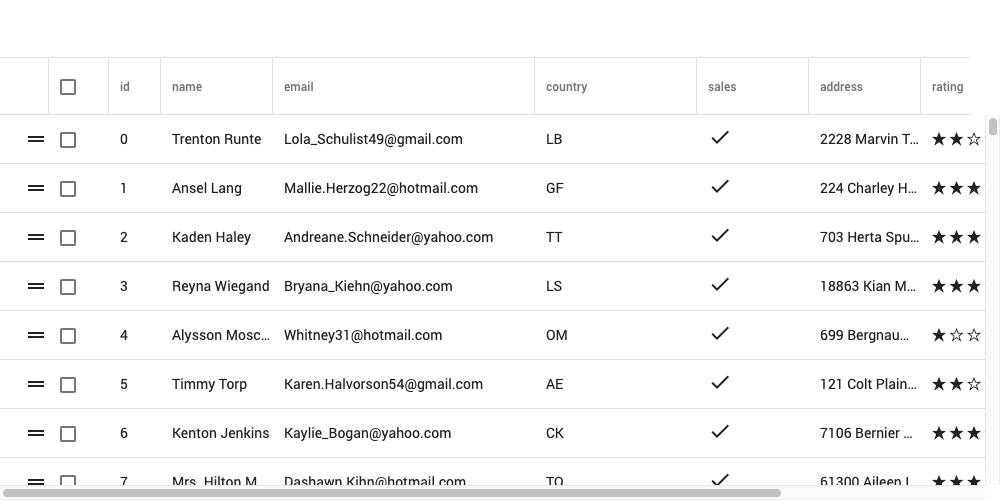 id name email country sales address rating
0 Trenton Runte Lola_Schulist49@gmail.com LB 2228 Marvin T…
1 Ansel Lang Mallie.Herzog22@hotmail.com GF 224 Charley H…
2 Kaden Haley Andreane.Schneider@yahoo.com TT 703 Herta Spu…
3 Reyna Wiegand Bryana_Kiehn@yahoo.com LS 18863 Kian M…
4 Alysson Mosc… Whitney31@hotmail.com OM 699 Bergnau…
5 Timmy Torp Karen.Halvorson54@gmail.com AE 121 Colt Plain…
6 Kenton Jenkins Kaylie_Bogan@yahoo.com CK 7106 Bernier …
7 Mrs. Hilton M… Dashawn.Kihn@hotmail.com TO 61300 Aileen